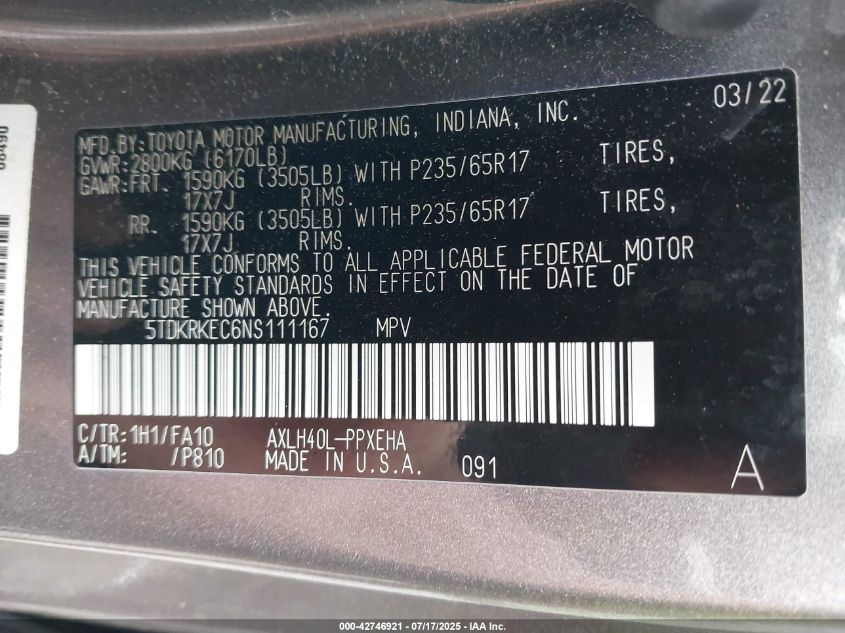 03/22
MFD.BY:TOYOTA MOTOR MANUFACTURING, INDIANA, INC.
GVWR:2800KG (6170LB)
GAWR:FRT. 1590KG (3505LB) WITH P235/65R17 TIRES,
17X7J RIMS.
RR. 1590KG (3505LB) WITH P235/65R17 TIRES,
17X7J. RIMS.
THIS VEHICLE CONFORMS TO ALL APPLICABLE FEDERAL MOTOR
VEHICLE SAFETY STANDARDS IN EFFECT ON THE DATE OF
MANUFACTURE SHOWN ABOVE.
5TDKRKEC6NS111167 MPV
C/TR:1H1/FA10 AXLH40L-PPXEHA
A/TM: /P810 MADE IN U.S.A. 091 A
08490
000-42746921 - 07/17/2025 - IAA Inc.